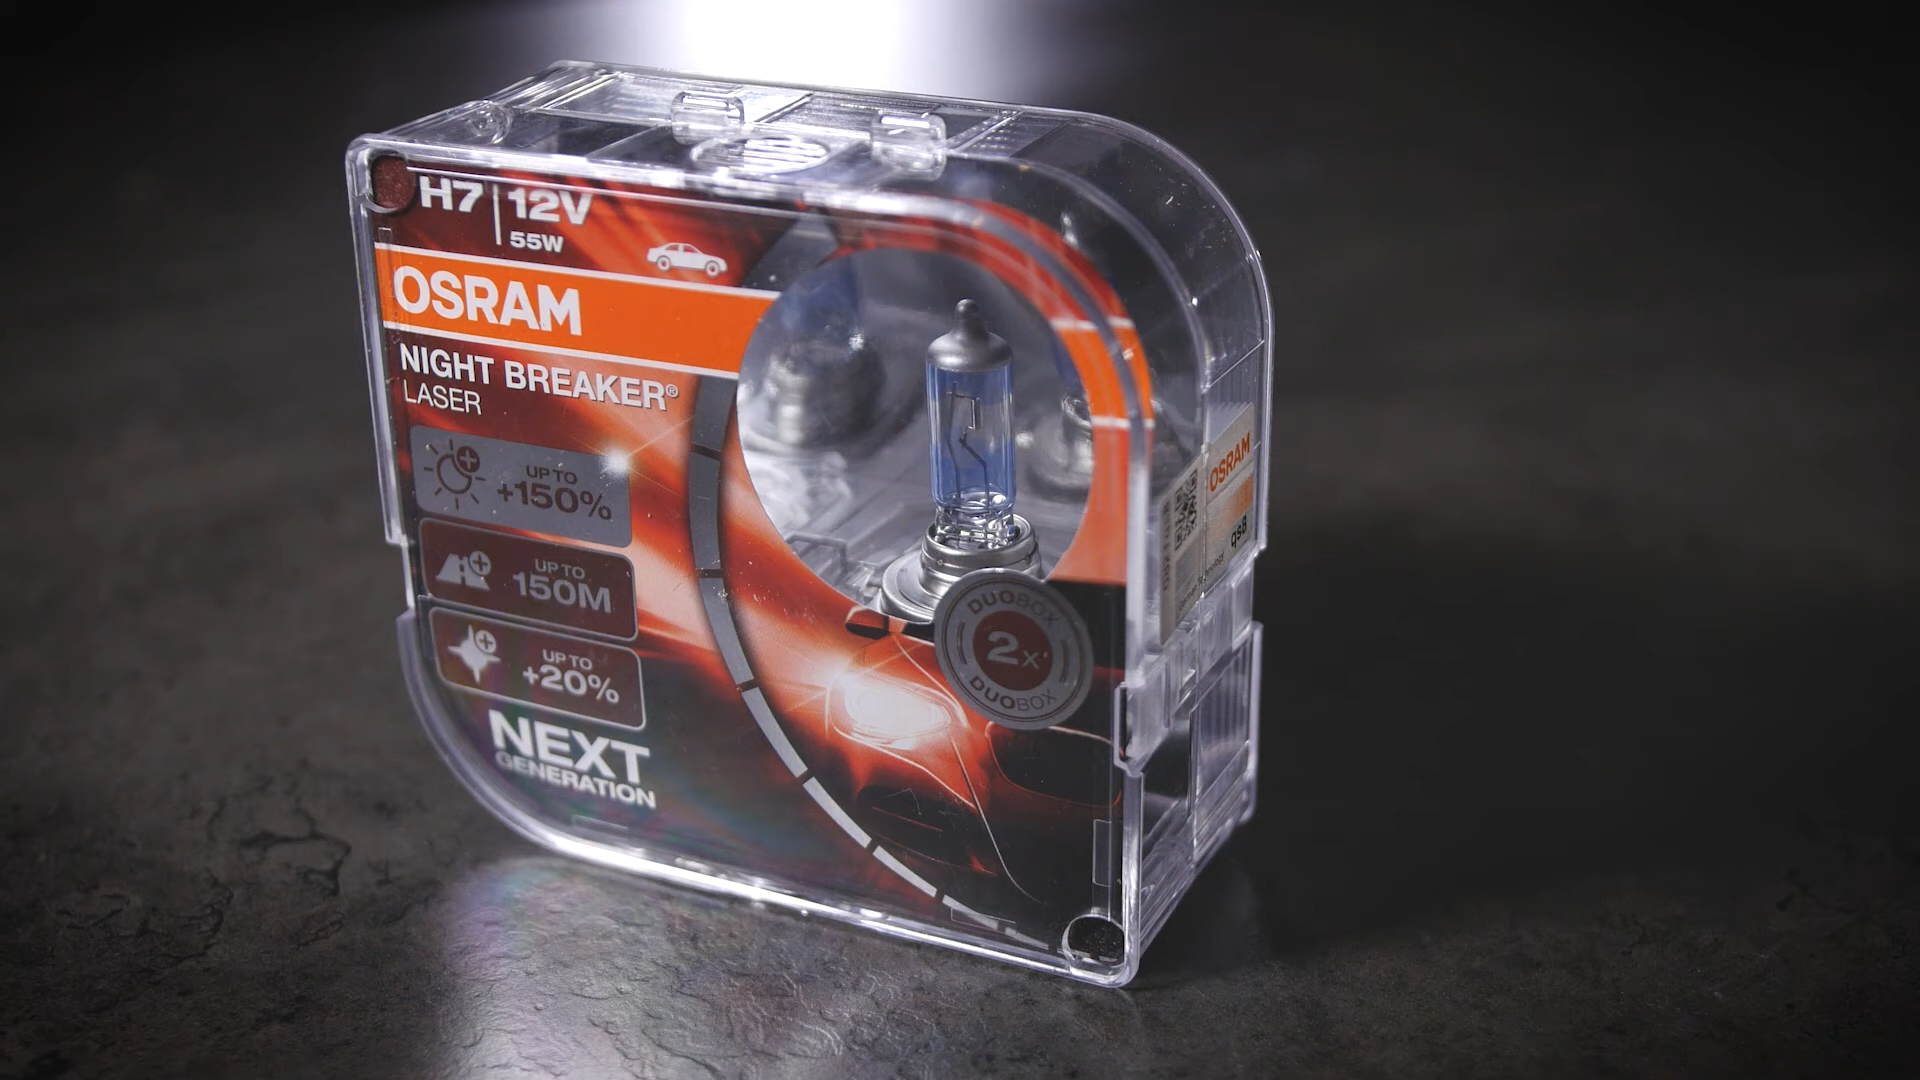 H7 12V
55W
OSRAM
NIGHT BREAKER®
LASER
UP TO
+150%
UP TO
150M
UP TO
+20%
NEXT
GENERATION
DUOBOX
2x
DUOBOX
OSRAM